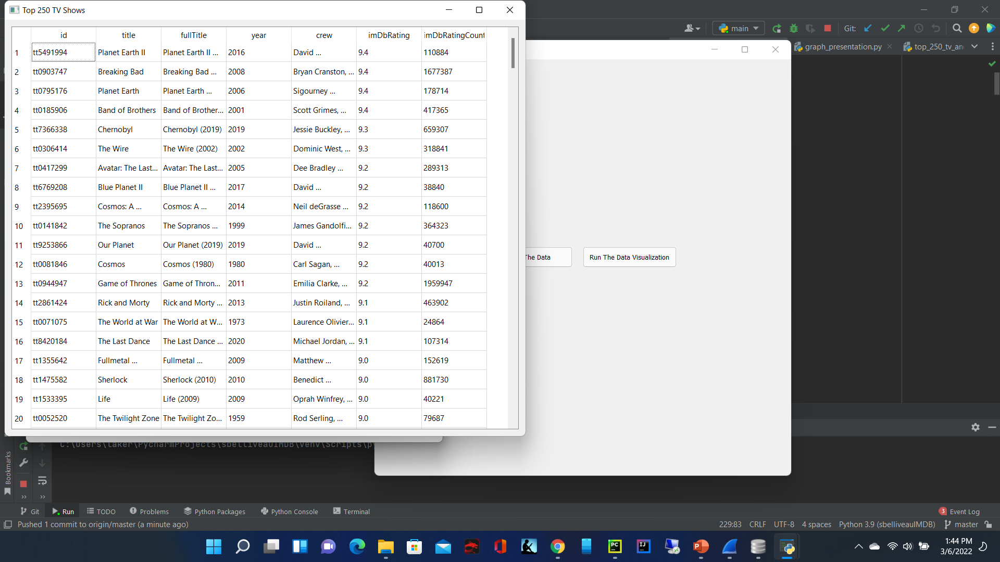 Top 250 TV Shows
id title fullTitle year crew imDbRating imDbRatingCount
1 tt5491994 Planet Earth II Planet Earth II ... 2016 David ... 9.4 110884
2 tt0903747 Breaking Bad Breaking Bad ... 2008 Bryan Cranston, ... 9.4 1677387
3 tt0795176 Planet Earth Planet Earth ... 2006 Sigourney ... 9.4 178714
4 tt0185906 Band of Brothers Band of Brother... 2001 Scott Grimes, ... 9.4 417365
5 tt7366338 Chernobyl Chernobyl (2019) 2019 Jessie Buckley, ... 9.3 659307
6 tt0306414 The Wire The Wire (2002) 2002 Dominic West, ... 9.3 318841
7 tt0417299 Avatar: The Last... Avatar: The Last... 2005 Dee Bradley ... 9.2 289313
8 tt6769208 Blue Planet II Blue Planet II ... 2017 David ... 9.2 38840
9 tt2395695 Cosmos: A ... Cosmos: A ... 2014 Neil deGrasse ... 9.2 118600
10 tt0141842 The Sopranos The Sopranos ... 1999 James Gandolfi... 9.2 364323
11 tt9253866 Our Planet Our Planet (2019) 2019 David ... 9.2 40700
12 tt0081846 Cosmos Cosmos (1980) 1980 Carl Sagan, ... 9.2 40013
13 tt0944947 Game of Thrones Game of Thron... 2011 Emilia Clarke, ... 9.2 1959947
14 tt2861424 Rick and Morty Rick and Morty ... 2013 Justin Roiland, ... 9.1 463902
15 tt0071075 The World at War The World at W... 1973 Laurence Olivier... 9.1 24864
16 tt8420184 The Last Dance The Last Dance ... 2020 Michael Jordan, ... 9.1 107314
17 tt1355642 Fullmetal ... Fullmetal ... 2009 Matthew ... 9.0 152619
18 tt1475582 Sherlock Sherlock (2010) 2010 Benedict ... 9.0 881730
19 tt1533395 Life Life (2009) 2009 Oprah Winfrey, ... 9.0 40221
20 tt0052520 The Twilight Zone The Twilight Zo... 1959 Rod Serling, ... 9.0 79687
main Git:
graph_presentation.py top_250_tv_an
The Data Run The Data Visualization
C:\Users\laker\PycharmProjects\sbelliveauIMDB\venv\Scripts\p
Bookmarks
Git Run TODO Problems Python Packages Python Console Terminal 3 Event Log
Pushed 1 commit to origin/master (a minute ago) 229:83 CRLF UTF-8 4 spaces Python 3.9 (sbelliveauIMDB) master
PC IJ 1:44 PM
3/6/2022